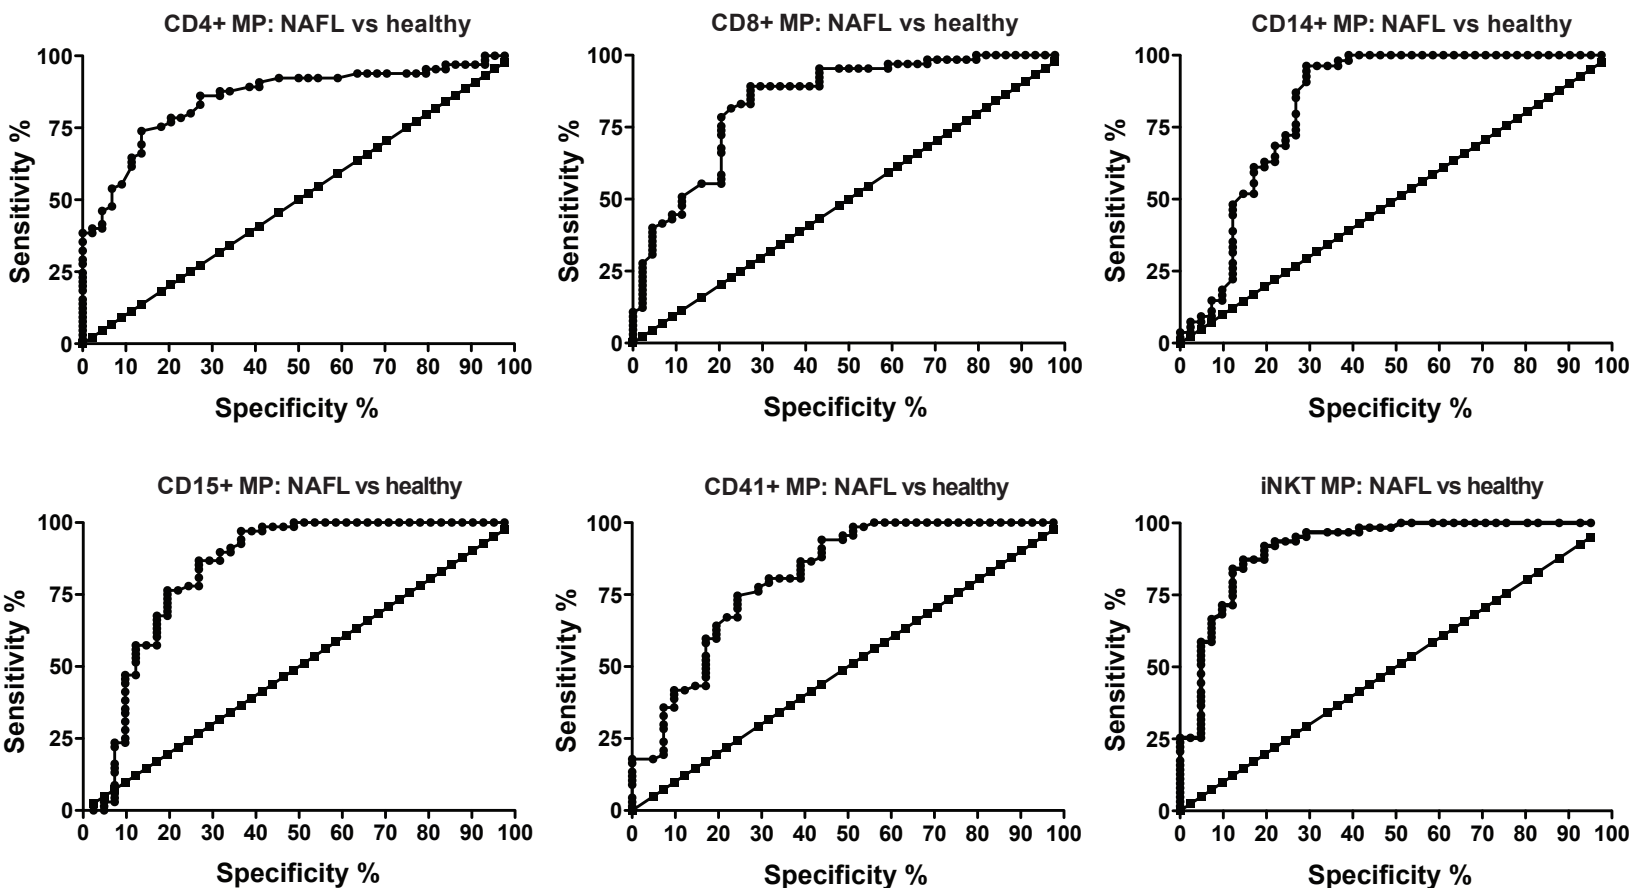 CD4+ MP: NAFL vs healthy
100
75
50
25
0
Sensitivity %
0 10 20 30 40 50 60 70 80 90 100
Specificity %
CD8+ MP: NAFL vs healthy
100
75
50
25
0
Sensitivity %
0 10 20 30 40 50 60 70 80 90 100
Specificity %
CD14+ MP: NAFL vs healthy
100
75
50
25
0
Sensitivity %
0 10 20 30 40 50 60 70 80 90 100
Specificity %
CD15+ MP: NAFL vs healthy
100
75
50
25
0
Sensitivity %
0 10 20 30 40 50 60 70 80 90 100
Specificity %
CD41+ MP: NAFL vs healthy
100
75
50
25
0
Sensitivity %
0 10 20 30 40 50 60 70 80 90 100
Specificity %
iNKT MP: NAFL vs healthy
100
75
50
25
0
Sensitivity %
0 10 20 30 40 50 60 70 80 90 100
Specificity %